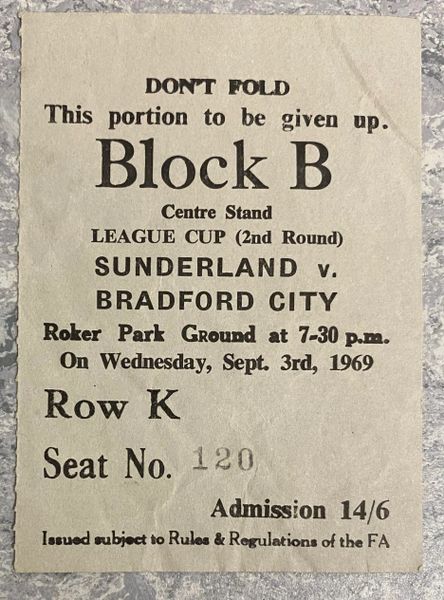 DON'T FOLD
This portion to be given up.
Block B
Centre Stand
LEAGUE CUP (2nd Round)
SUNDERLAND v.
BRADFORD CITY
Roker Park Ground at 7-30 p.m.
On Wednesday, Sept. 3rd, 1969
Row K
Seat No. 120
Admission 14/6
Issued subject to Rules & Regulations of the FA